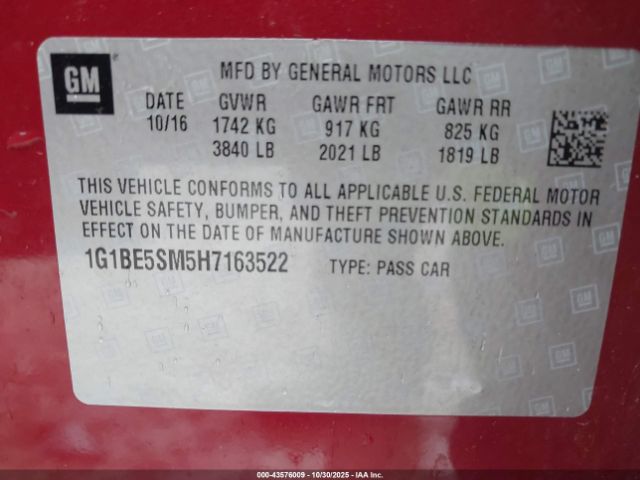 GM
MFD BY GENERAL MOTORS LLC
DATE GVWR GAWR FRT GAWR RR
10/16 1742 KG 917 KG 825 KG
3840 LB 2021 LB 1819 LB
THIS VEHICLE CONFORMS TO ALL APPLICABLE U.S. FEDERAL MOTOR
VEHICLE SAFETY, BUMPER, AND THEFT PREVENTION STANDARDS IN
EFFECT ON THE DATE OF MANUFACTURE SHOWN ABOVE.
1G1BE5SM5H7163522 TYPE: PASS CAR
000-43576009 - 10/30/2025 - IAAI Copart, Inc.